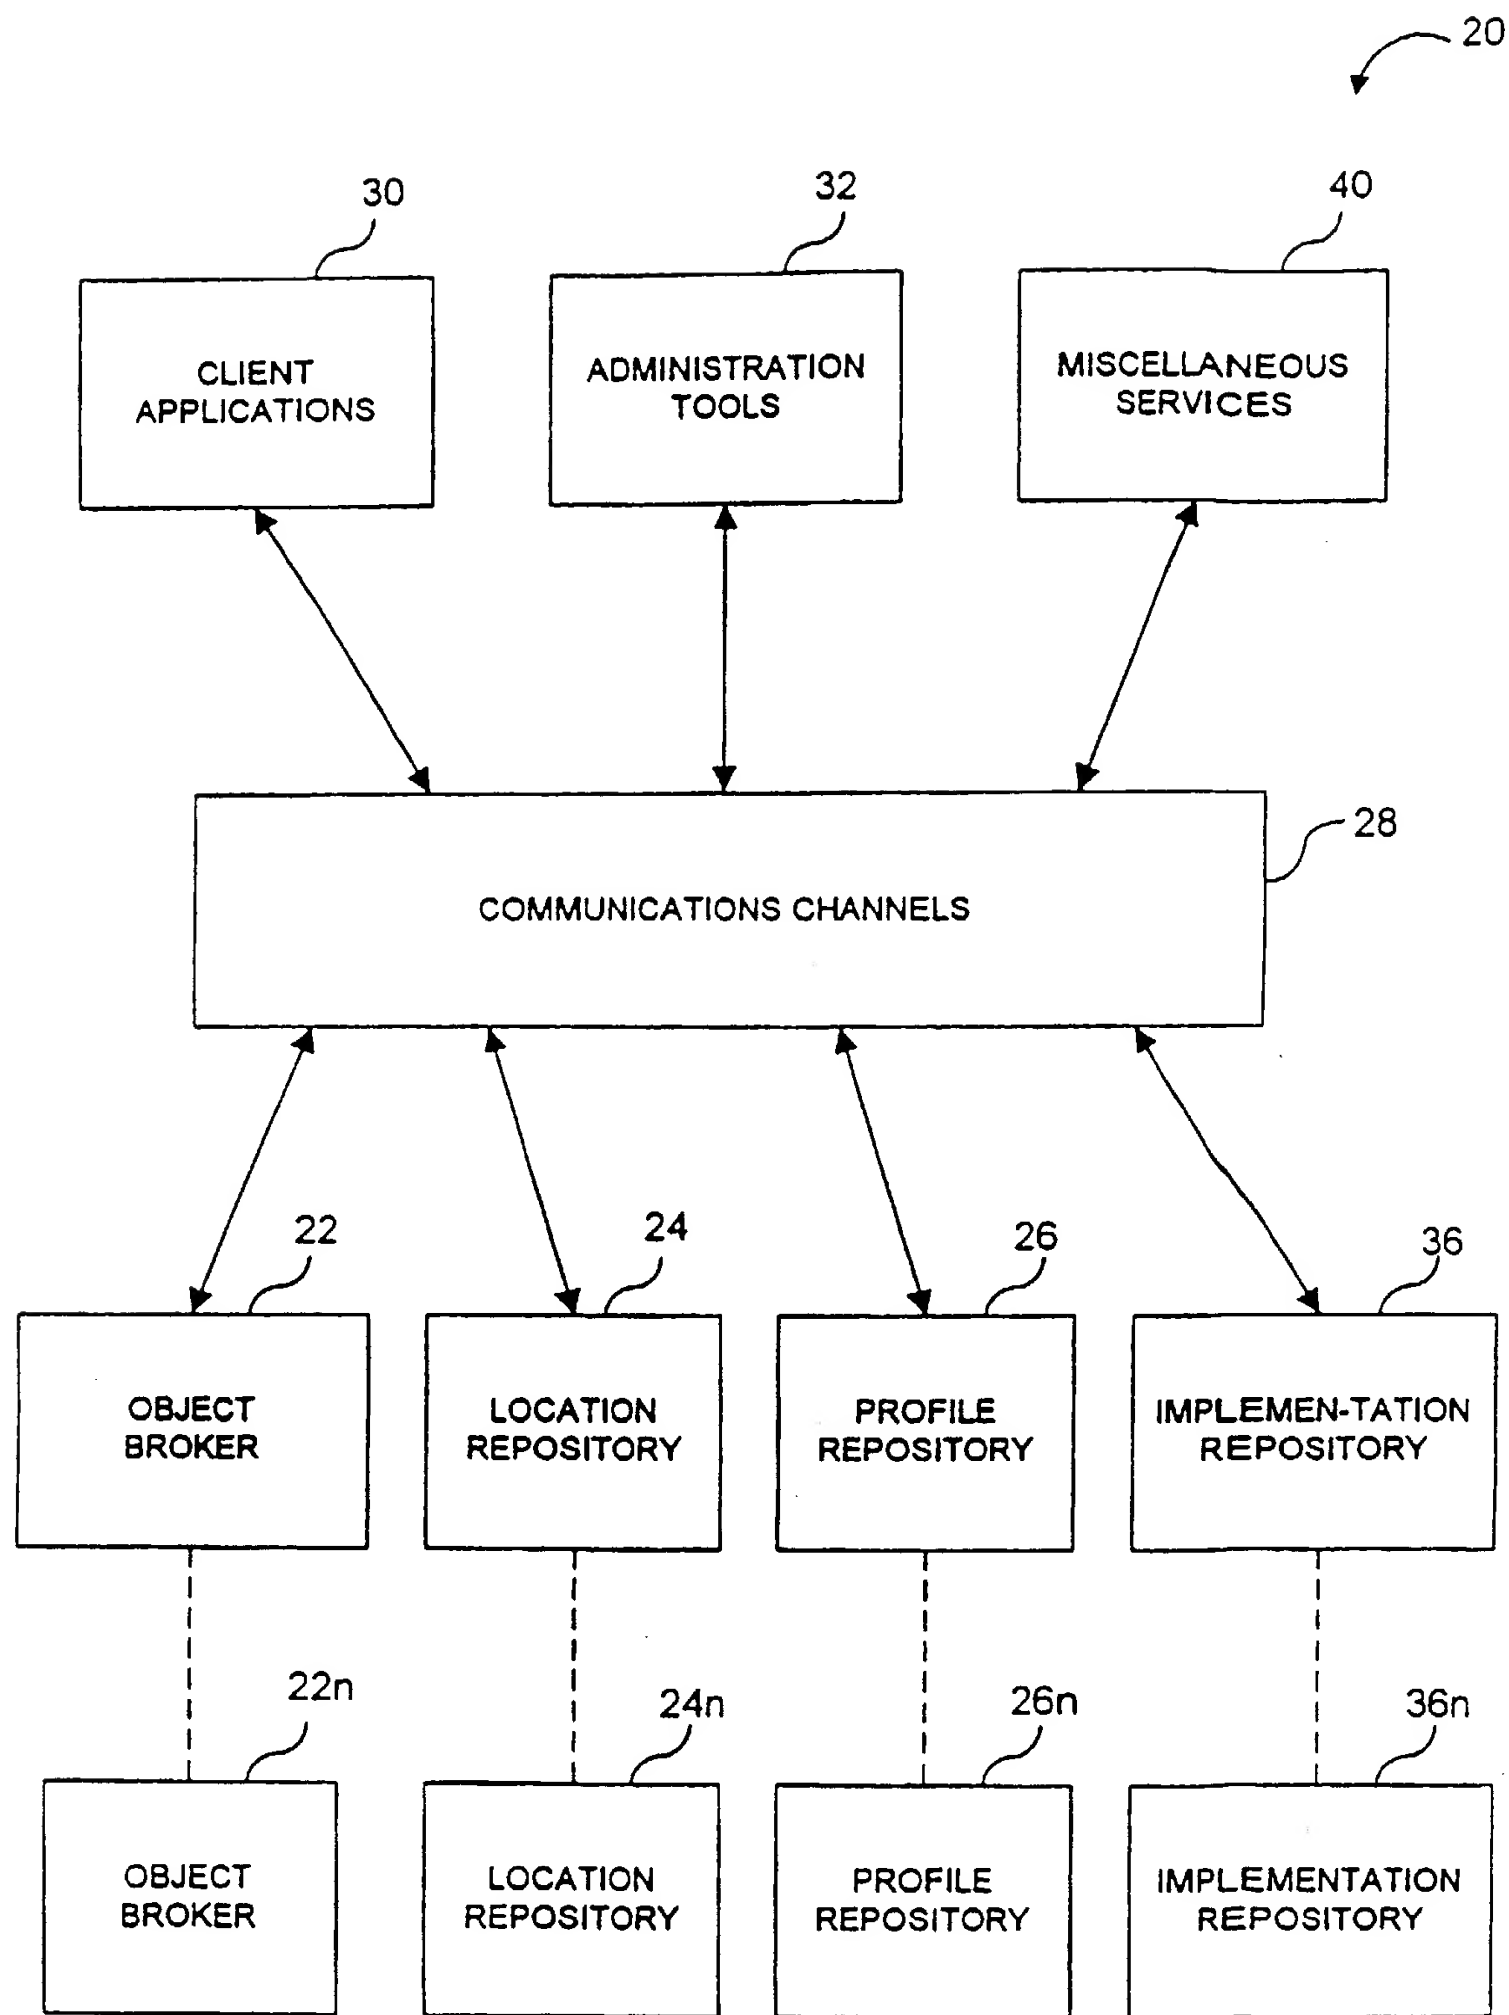 20
30
32
40
CLIENT
APPLICATIONS
ADMINISTRATION
TOOLS
MISCELLANEOUS
SERVICES
28
COMMUNICATIONS CHANNELS
22
24
26
36
OBJECT
BROKER
LOCATION
REPOSITORY
PROFILE
REPOSITORY
IMPLEMEN-TATION
REPOSITORY
22n
24n
26n
36n
OBJECT
BROKER
LOCATION
REPOSITORY
PROFILE
REPOSITORY
IMPLEMENTATION
REPOSITORY